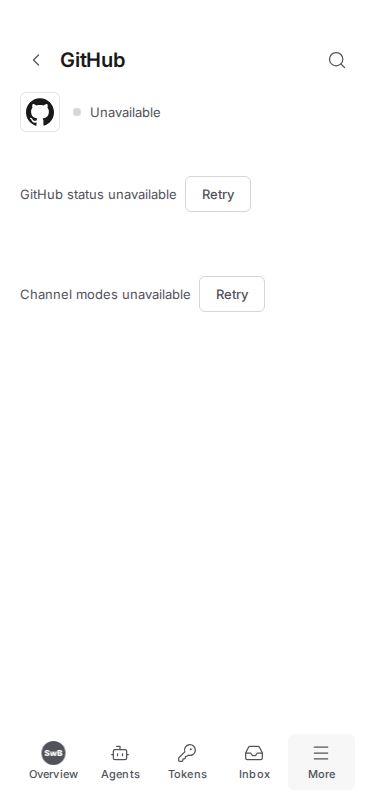 GitHub
Unavailable
GitHub status unavailable Retry
Channel modes unavailable Retry
SwB
Overview Agents Tokens Inbox More